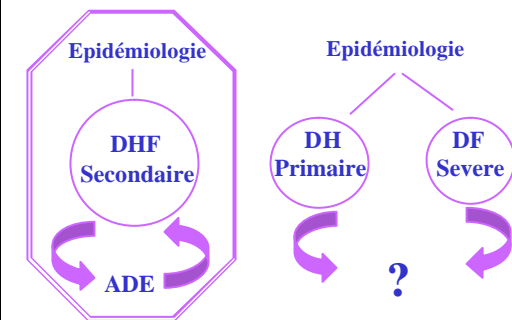 Epidémiologie
DHF
Secondaire
ADE
Epidémiologie
DH
Primaire
DF
Severe
?